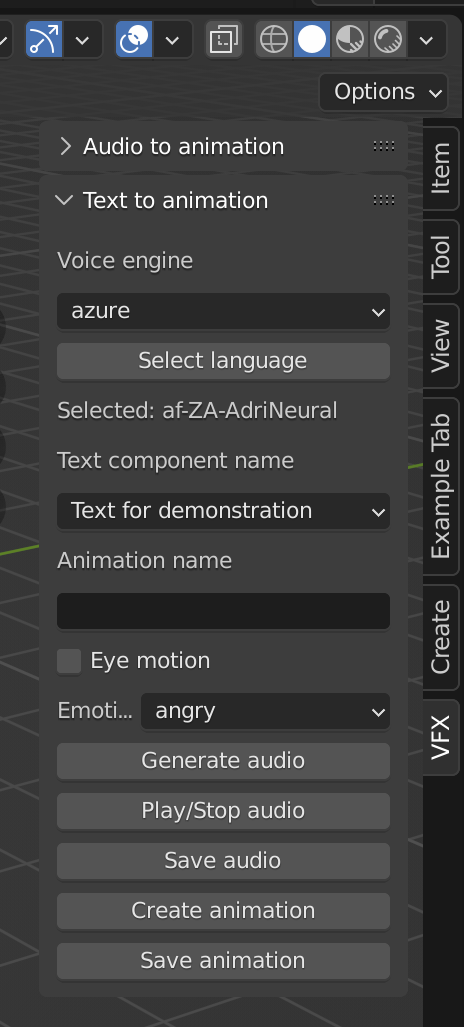 Options
Audio to animation
Text to animation
Voice engine
azure
Select language
Selected: af-ZA-AdriNeural
Text component name
Text for demonstration
Animation name
Eye motion
Emoti... angry
Generate audio
Play/Stop audio
Save audio
Create animation
Save animation
Item
Tool
View
Example Tab
Create
VFX